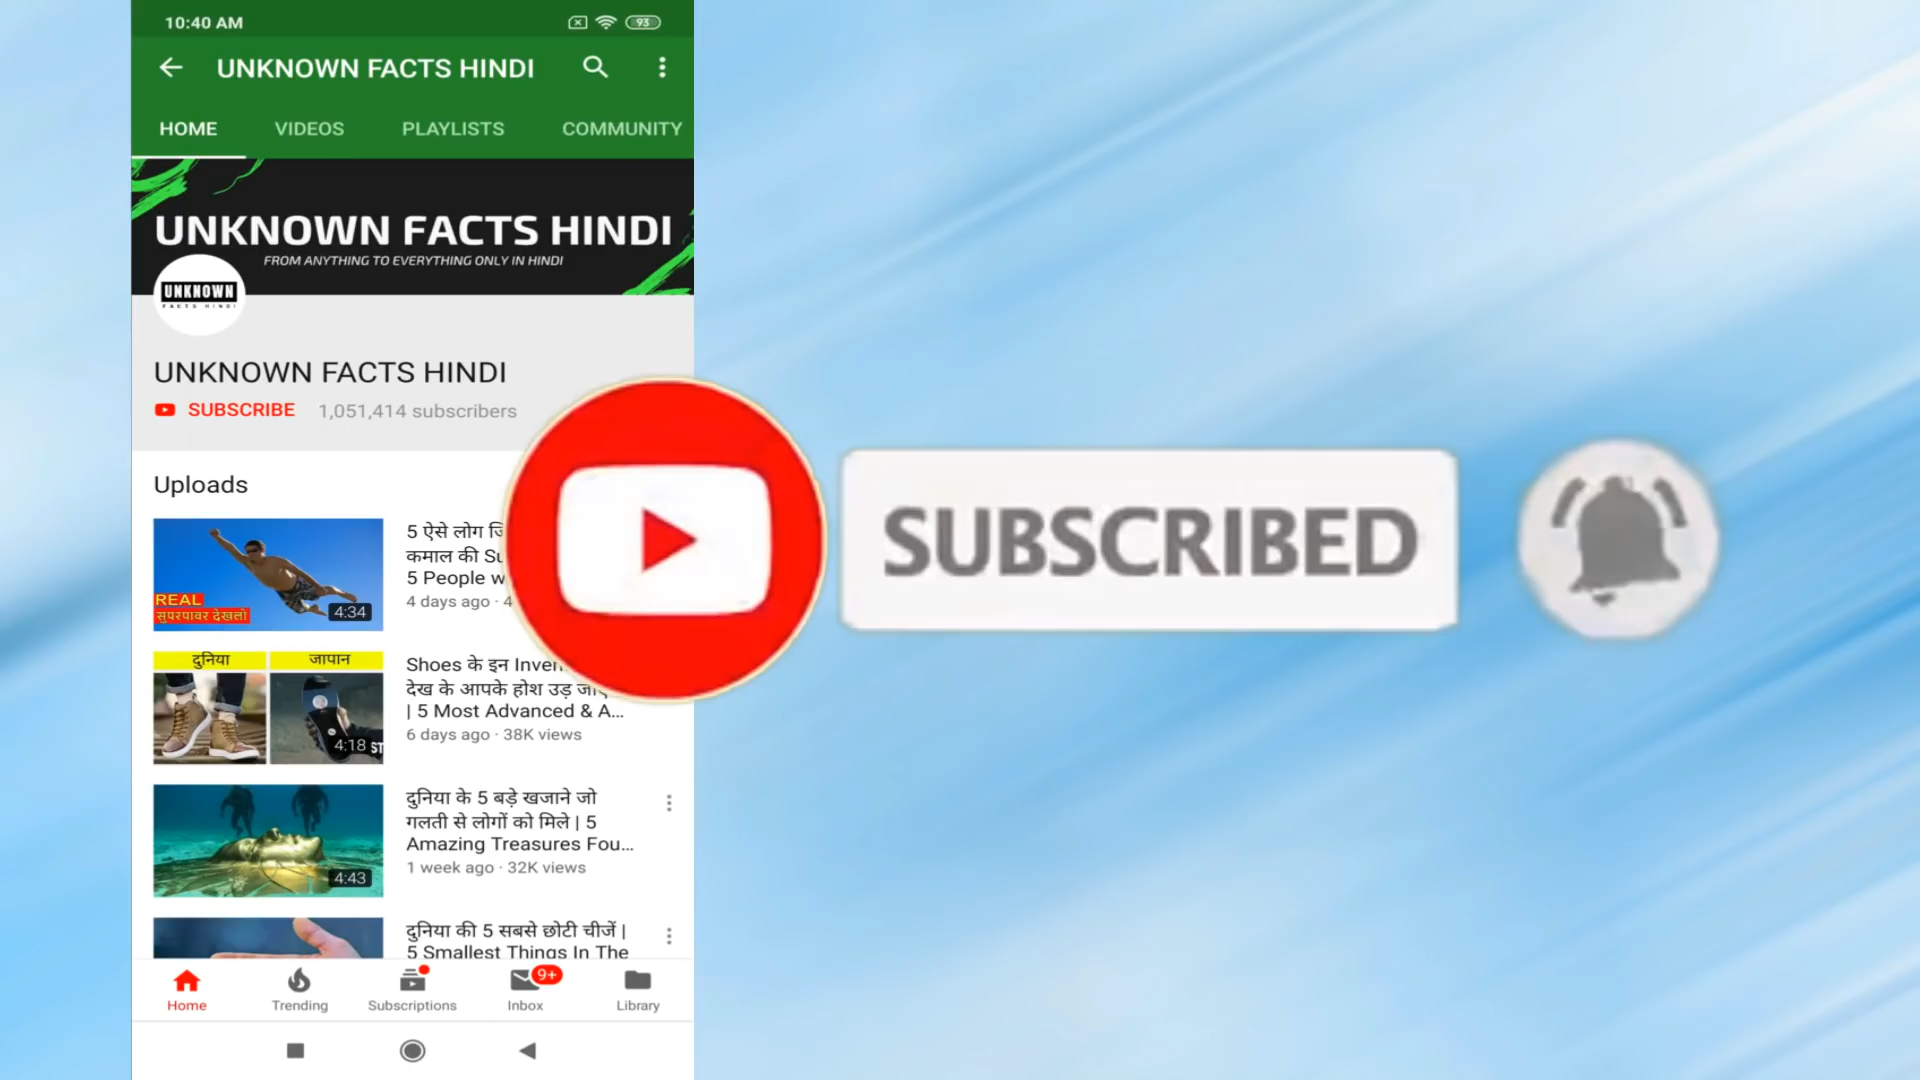 10:40 AM
93
UNKNOWN FACTS HINDI
HOME VIDEOS PLAYLISTS COMMUNITY
UNKNOWN FACTS HINDI
FROM ANYTHING TO EVERYTHING ONLY IN HINDI
UNKNOWN
FACTS HINDI
UNKNOWN FACTS HINDI
SUBSCRIBE 1,051,414 subscribers
Uploads
REAL
सुपरपावर देखलो
4:34
5 ऐसे लोग
कमाल की
5 People
4 days ago · 4
SUBSCRIBED
दुनिया जापान
4:18
Shoes के इन
देख के आपके होश उड़
| 5 Most Advanced & A...
6 days ago · 38K views
4:43
दुनिया के 5 बड़े खजाने जो
गलती से लोगों को मिले | 5
Amazing Treasures Fou...
1 week ago · 32K views
दुनिया की 5 सबसे छोटी चीजें |
5 Smallest Things In The
9+
Home Trending Subscriptions Inbox Library